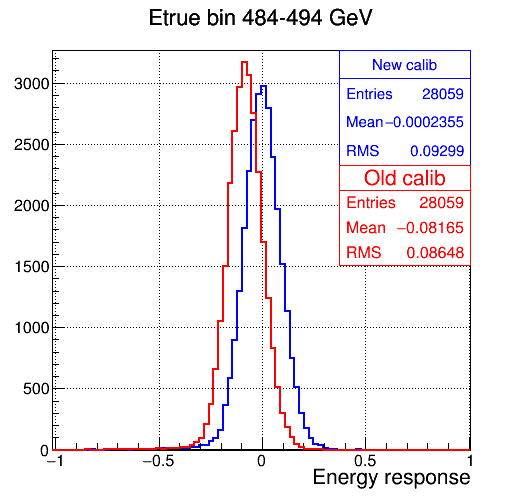 Etrue bin 484-494 GeV
New calib
Entries 28059
Mean −0.0002355
RMS 0.09299
Old calib
Entries 28059
Mean −0.08165
RMS 0.08648
3000
2500
2000
1500
1000
500
0
−1 −0.5 0 0.5 1
Energy response